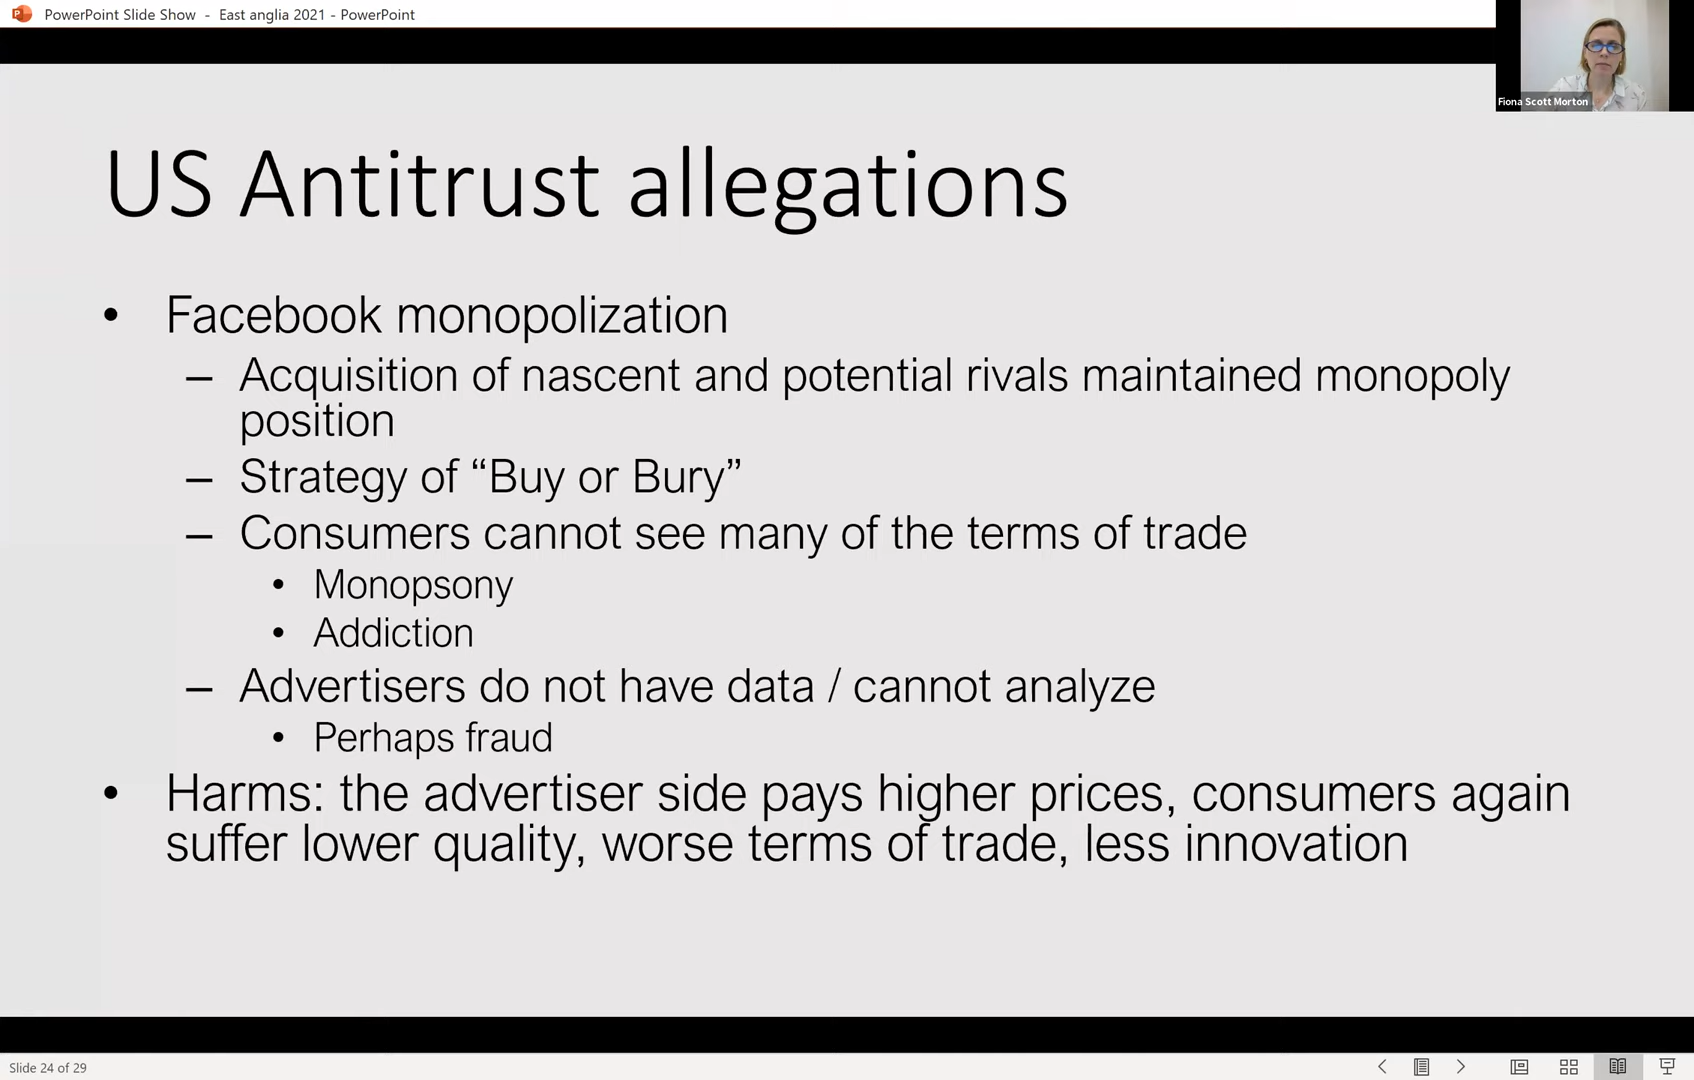 PowerPoint Slide Show - East anglia 2021 - PowerPoint
Fiona Scott Morton
US Antitrust allegations
• Facebook monopolization
– Acquisition of nascent and potential rivals maintained monopoly
position
– Strategy of “Buy or Bury”
– Consumers cannot see many of the terms of trade
• Monopsony
• Addiction
– Advertisers do not have data / cannot analyze
• Perhaps fraud
• Harms: the advertiser side pays higher prices, consumers again
suffer lower quality, worse terms of trade, less innovation
Slide 24 of 29